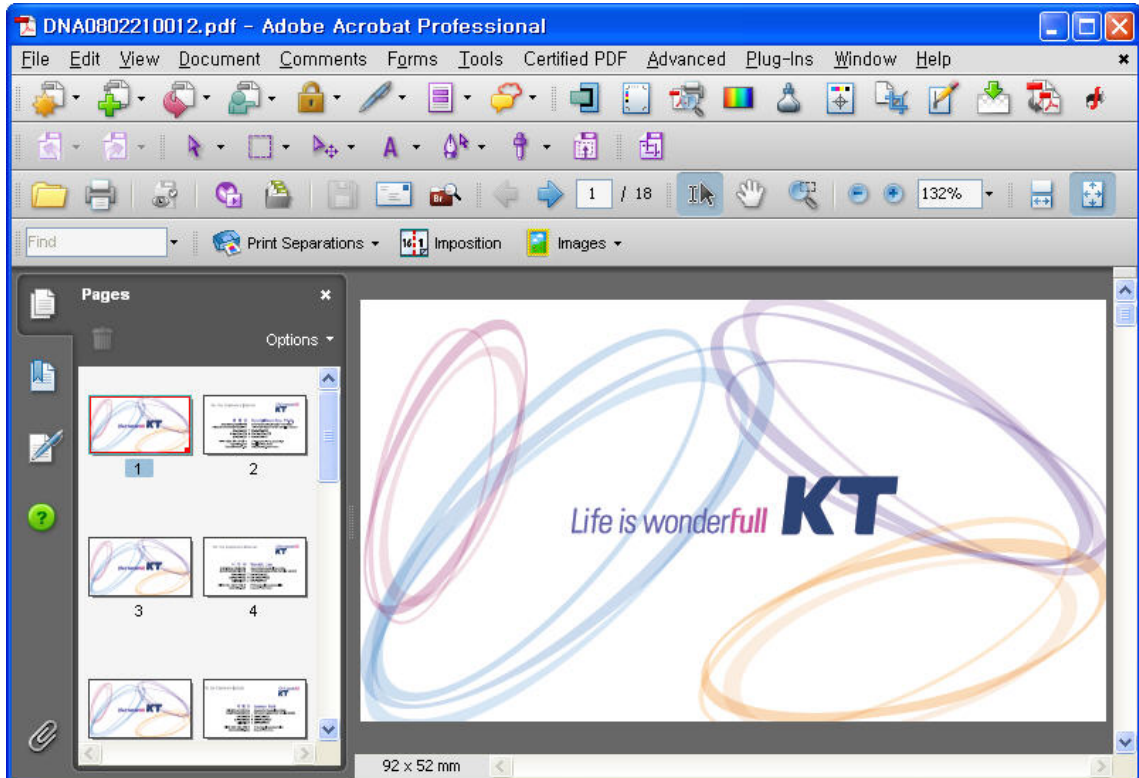 DNA0802210012.pdf - Adobe Acrobat Professional
File Edit View Document Comments Forms Tools Certified PDF Advanced Plug-Ins Window Help
1 / 18 132%
Find Print Separations Imposition Images
Pages
Options
1 2
3 4
Life is wonderfull KT
92 x 52 mm